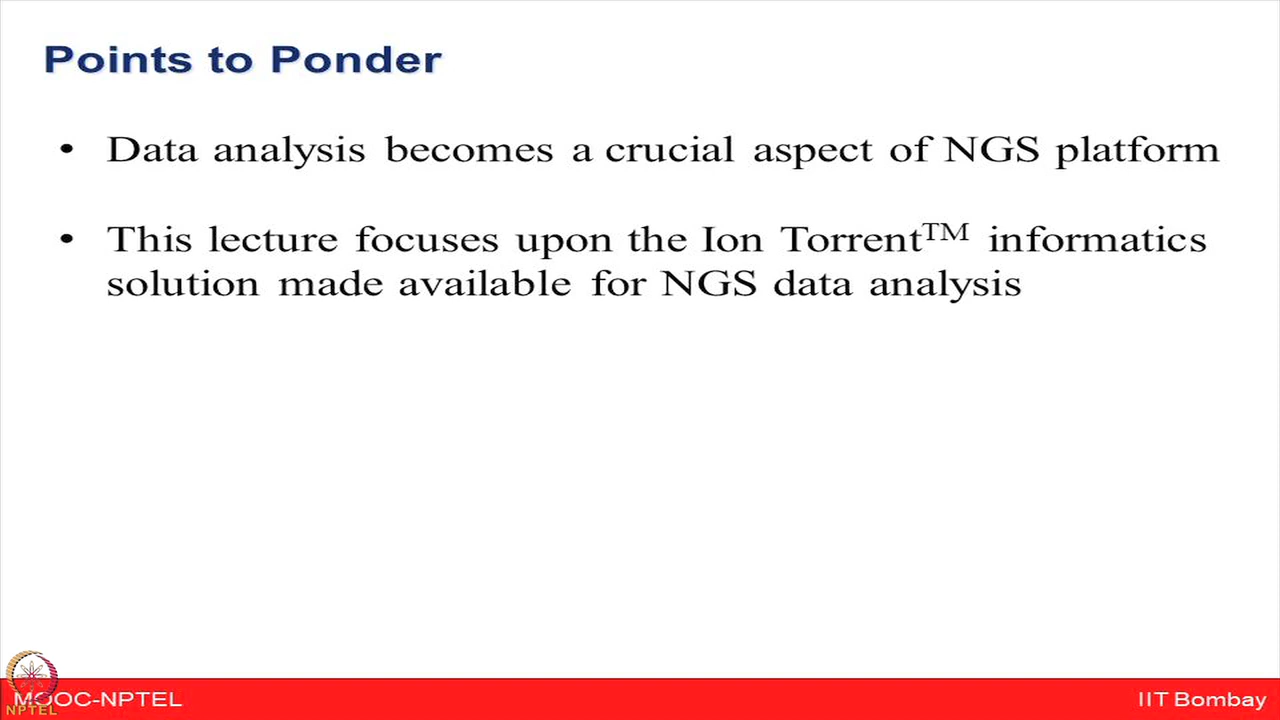 Points to Ponder
• Data analysis becomes a crucial aspect of NGS platform
• This lecture focuses upon the Ion Torrent™ informatics
solution made available for NGS data analysis
MOOC-NPTEL
NPTEL
IIT Bombay